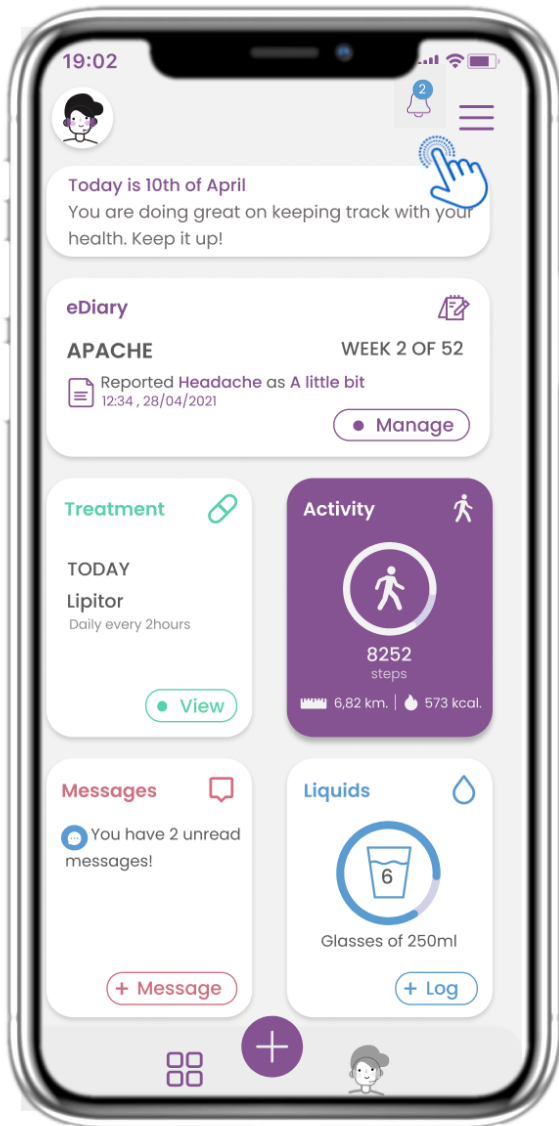 19:02
2
Today is 10th of April
You are doing great on keeping track with your
health. Keep it up!
eDiary
APACHE
WEEK 2 OF 52
Reported Headache as A little bit
12:34 , 28/04/2021
Manage
Treatment
TODAY
Lipitor
Daily every 2hours
View
Activity
8252
steps
6,82 km.
573 kcal.
Messages
You have 2 unread
messages!
+ Message
Liquids
6
Glasses of 250ml
+ Log